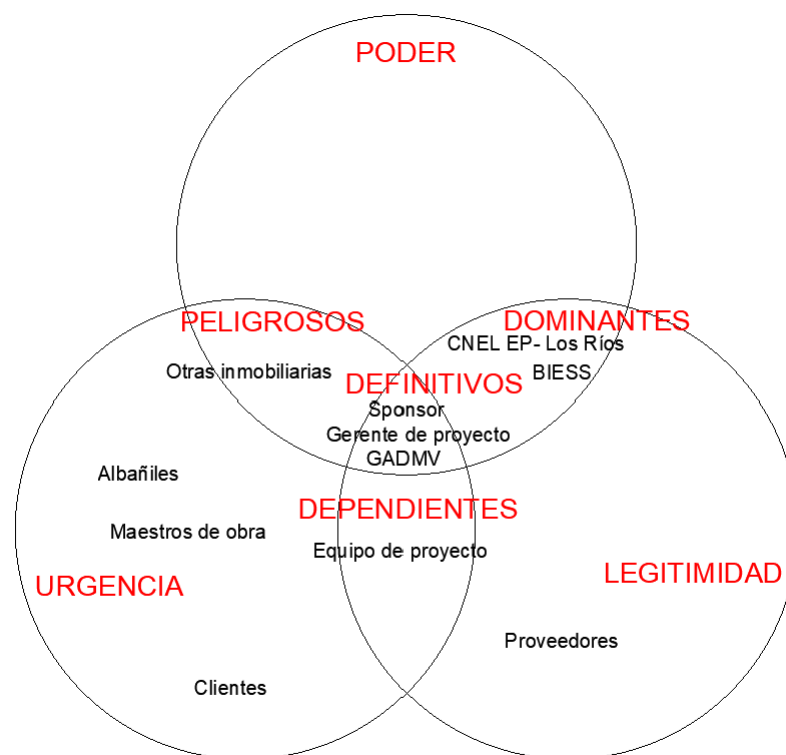 PODER
PELIGROSOS
DOMINANTES
CNEL EP- Los Ríos
Otras inmobiliarias
BIESS
DEFINITIVOS
Sponsor
Gerente de proyecto
GADMV
Albañiles
DEPENDIENTES
Maestros de obra
Equipo de proyecto
URGENCIA
LEGITIMIDAD
Proveedores
Clientes